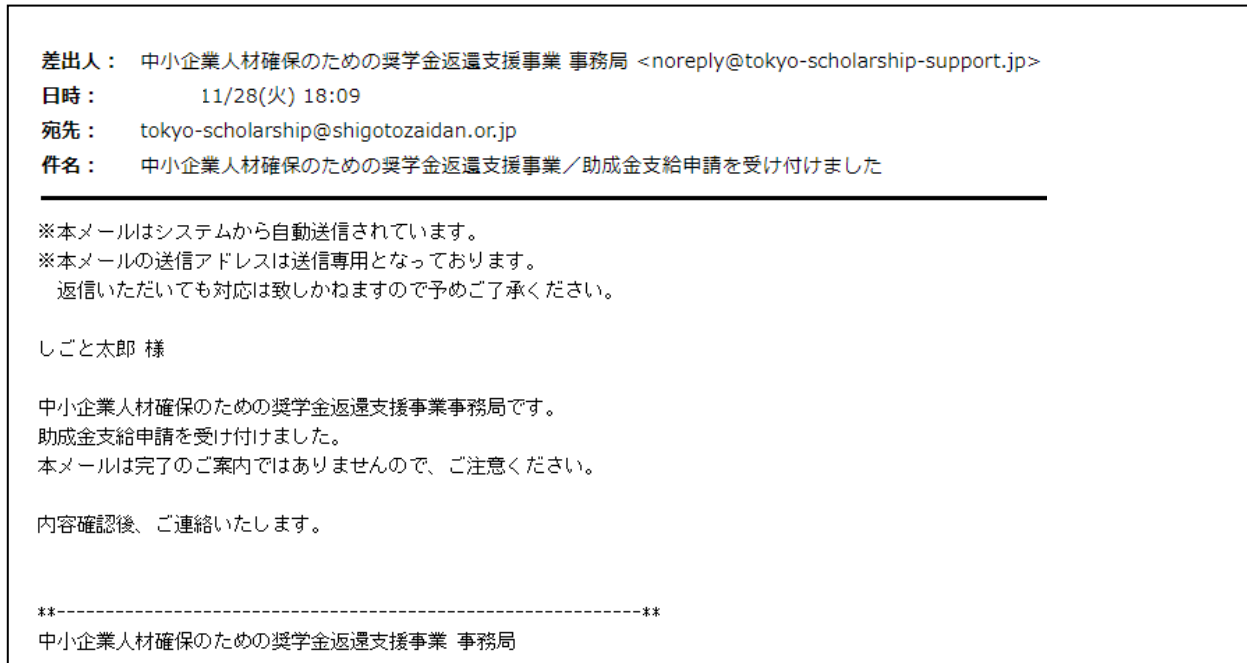 差出人： 中小企業人材確保のための奨学金返還支援事業 事務局 <noreply@tokyo-scholarship-support.jp>
日時： 11/28(火) 18:09
宛先： tokyo-scholarship@shigotozaidan.or.jp
件名： 中小企業人材確保のための奨学金返還支援事業／助成金支給申請を受け付けました
※本メールはシステムから自動送信されています。
※本メールの送信アドレスは送信専用となっております。
　返信いただいても対応は致しかねますので予めご了承ください。
しごと太郎 様
中小企業人材確保のための奨学金返還支援事業事務局です。
助成金支給申請を受け付けました。
本メールは完了のご案内ではありませんので、ご注意ください。
内容確認後、ご連絡いたします。
**------------------------------------------------------------**
中小企業人材確保のための奨学金返還支援事業 事務局